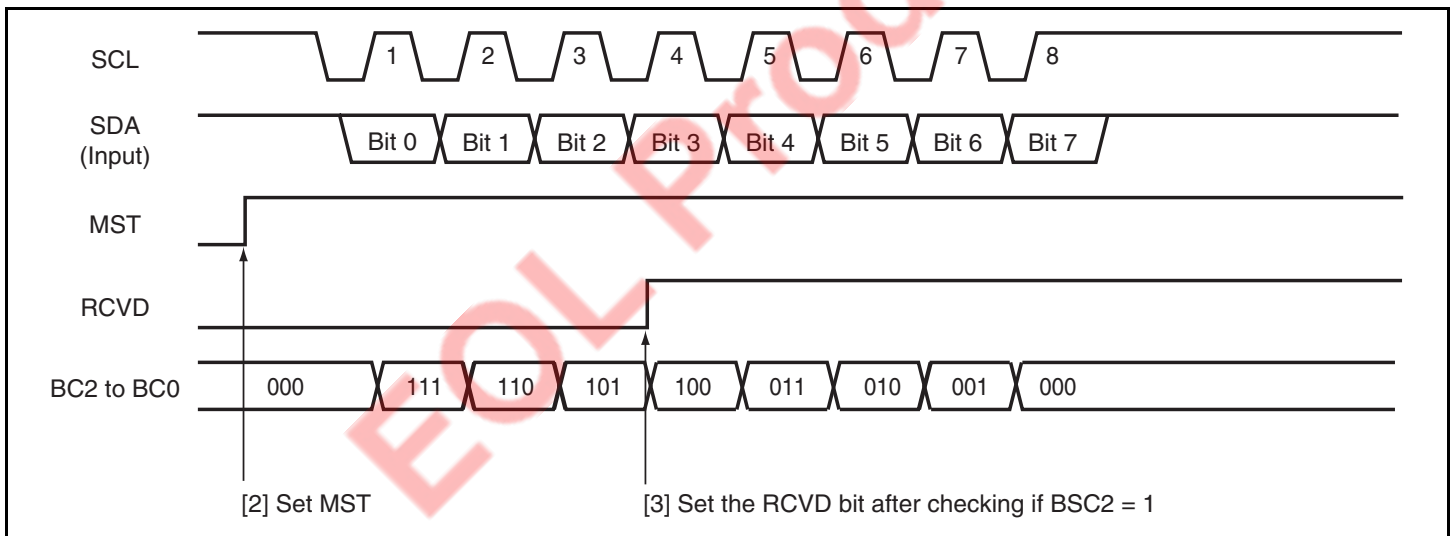 SCL 1 2 3 4 5 6 7 8
SDA
(Input)
Bit 0 Bit 1 Bit 2 Bit 3 Bit 4 Bit 5 Bit 6 Bit 7
MST
RCVD
BC2 to BC0 000 111 110 101 100 011 010 001 000
[2] Set MST
[3] Set the RCVD bit after checking if BSC2 = 1
EOL Prod